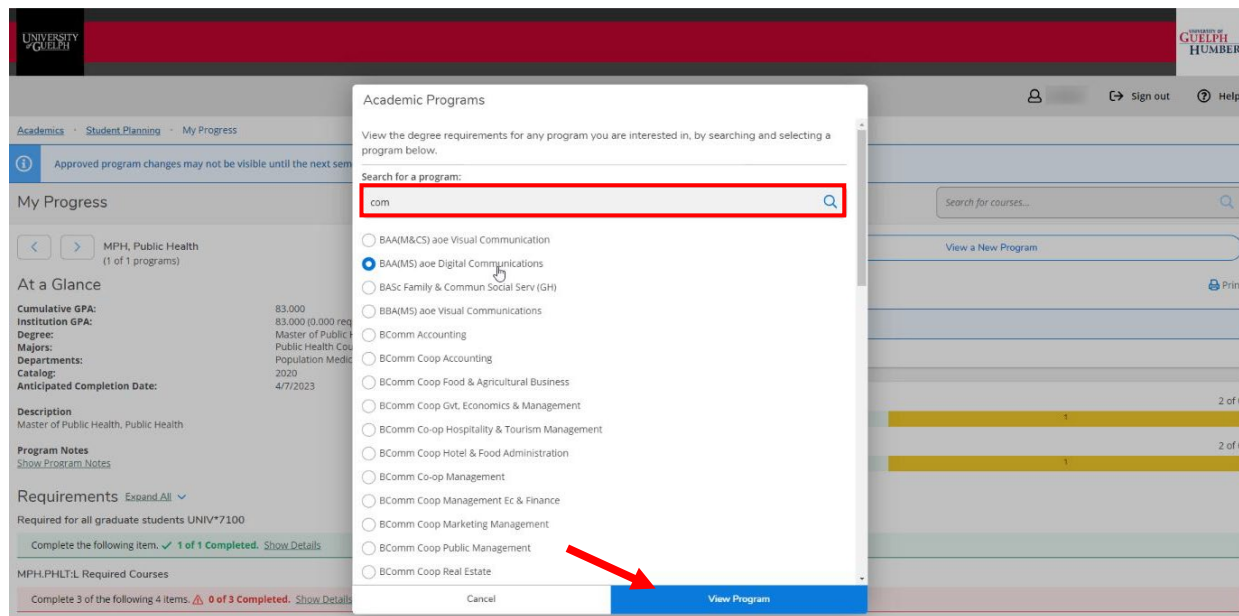 UNIVERSITY
OF GUELPH
UNIVERSITY OF
GUELPH
HUMBER
Sign out
Help
Academics · Student Planning · My Progress
Approved program changes may not be visible until the next sem
My Progress
Search for courses...
MPH, Public Health
(1 of 1 programs)
View a New Program
At a Glance
Print
Cumulative GPA: 83.000
Institution GPA: 83.000 (0.000 req
Degree: Master of Public H
Majors: Public Health Cou
Departments: Population Medic
Catalog: 2020
Anticipated Completion Date: 4/7/2023
Description
Master of Public Health, Public Health
Program Notes
Show Program Notes
Requirements Expand All
Required for all graduate students UNIV*7100
Complete the following item. ✓ 1 of 1 Completed. Show Details
MPH.PHLT:L Required Courses
Complete 3 of the following 4 items. ⚠ 0 of 3 Completed. Show Details
2 of
1
2 of
1
Academic Programs
View the degree requirements for any program you are interested in, by searching and selecting a
program below.
Search for a program:
com
BAA(M&CS) aoe Visual Communication
BAA(MS) aoe Digital Communications
BASc Family & Commun Social Serv (GH)
BBA(MS) aoe Visual Communications
BComm Accounting
BComm Coop Accounting
BComm Coop Food & Agricultural Business
BComm Coop Gvt, Economics & Management
BComm Co-op Hospitality & Tourism Management
BComm Coop Hotel & Food Administration
BComm Co-op Management
BComm Coop Management Ec & Finance
BComm Coop Marketing Management
BComm Coop Public Management
BComm Coop Real Estate
Cancel
View Program